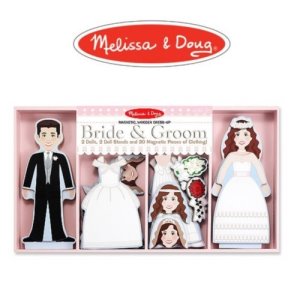 Melissa & Doug
MAGNETIC WOODEN DRESS-UP
Bride & Groom
2 Dolls, 2 Doll Stands and 30 Magnetic Pieces of Clothing!